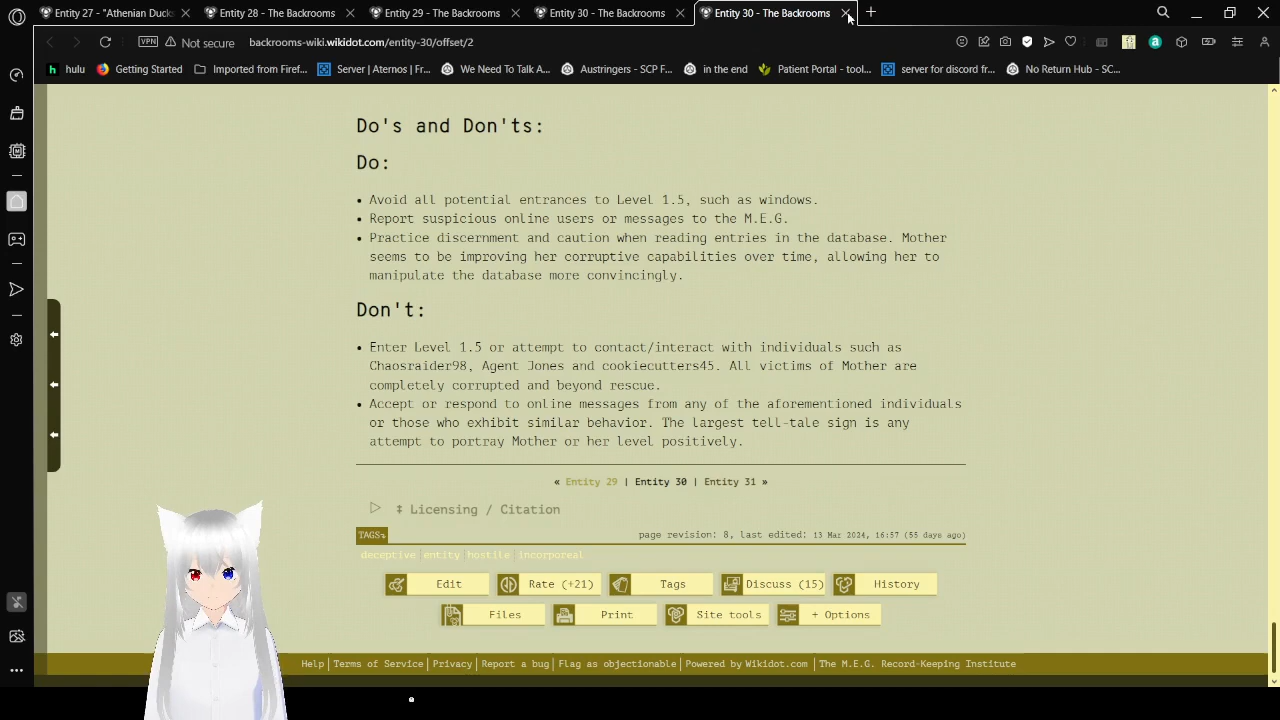 Entity 27 - "Athenian Ducks
Entity 28 - The Backrooms
Entity 29 - The Backrooms
Entity 30 - The Backrooms
Entity 30 - The Backrooms
VPN
Not secure
backrooms-wiki.wikidot.com/entity-30/offset/2
hulu
Getting Started
Imported from Firef...
Server | Aternos | Fr...
We Need To Talk A...
Austringers - SCP F...
in the end
Patient Portal - tool...
server for discord fr...
No Return Hub - SC...
Do's and Don'ts:
Do:
• Avoid all potential entrances to Level 1.5, such as windows.
• Report suspicious online users or messages to the M.E.G.
• Practice discernment and caution when reading entries in the database. Mother
seems to be improving her corruptive capabilities over time, allowing her to
manipulate the database more convincingly.
Don't:
• Enter Level 1.5 or attempt to contact/interact with individuals such as
Chaosraider98, Agent Jones and cookiecutters45. All victims of Mother are
completely corrupted and beyond rescue.
• Accept or respond to online messages from any of the aforementioned individuals
or those who exhibit similar behavior. The largest tell-tale sign is any
attempt to portray Mother or her level positively.
« Entity 29 | Entity 30 | Entity 31 »
‡ Licensing / Citation
TAGS
page revision: 8, last edited: 13 Mar 2024, 16:57 (55 days ago)
deceptive entity hostile incorporeal
Edit
Rate (+21)
Tags
Discuss (15)
History
Files
Print
Site tools
+ Options
Help | Terms of Service | Privacy | Report a bug | Flag as objectionable | Powered by Wikidot.com | The M.E.G. Record-Keeping Institute